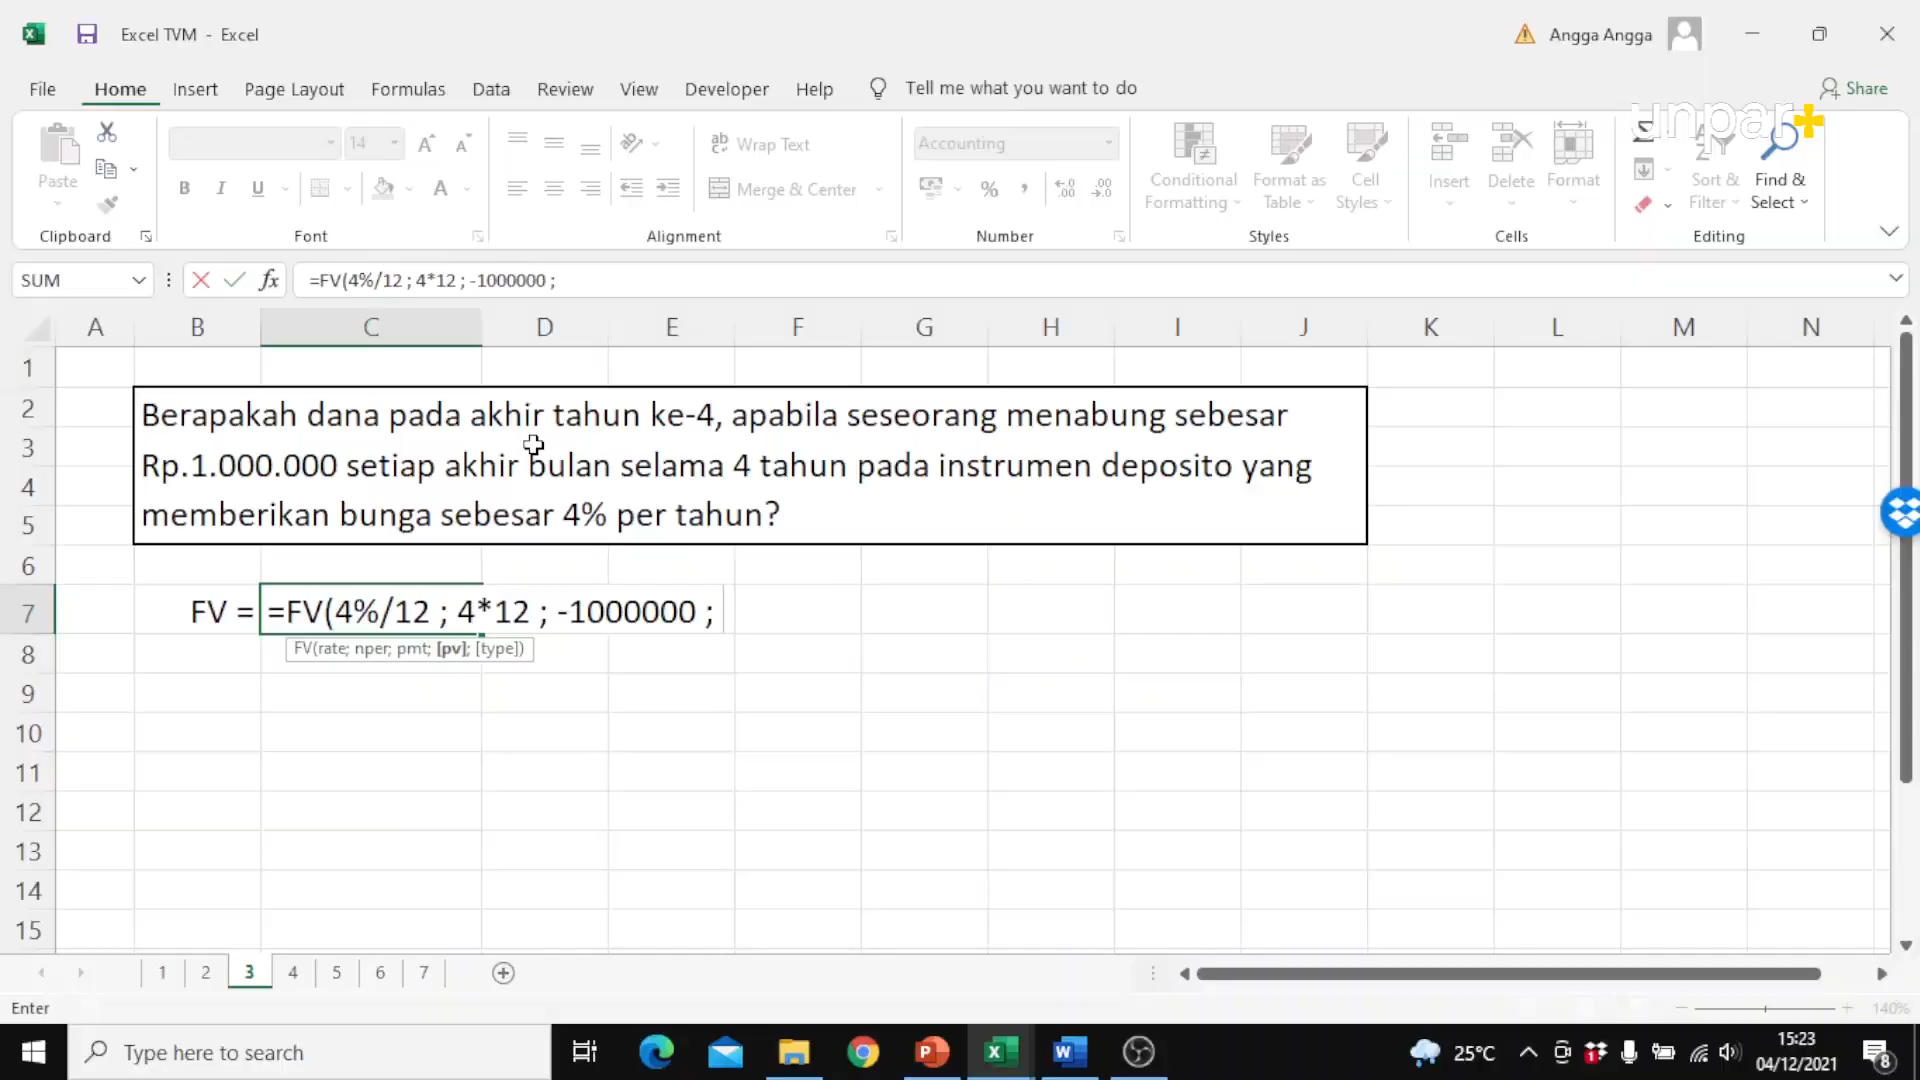 Excel TVM - Excel
Angga Angga
File Home Insert Page Layout Formulas Data Review View Developer Help Tell me what you want to do
Share
unpar+
Paste
14
B I U
A
Wrap Text
Merge & Center
Accounting
%
Conditional Formatting
Format as Table
Cell Styles
Insert
Delete
Format
Sort & Filter
Find & Select
Clipboard
Font
Alignment
Number
Styles
Cells
Editing
SUM
fx
=FV(4%/12 ; 4*12 ; -1000000 ;
A B C D E F G H I J K L M N
1
2
3
4
5
Berapakah dana pada akhir tahun ke-4, apabila seseorang menabung sebesar
Rp.1.000.000 setiap akhir bulan selama 4 tahun pada instrumen deposito yang
memberikan bunga sebesar 4% per tahun?
6
7 FV = =FV(4%/12 ; 4*12 ; -1000000 ;
FV(rate; nper; pmt; [pv]; [type])
8
9
10
11
12
13
14
15
1 2 3 4 5 6 7
Enter
140%
Type here to search
25°C
15:23
04/12/2021
8